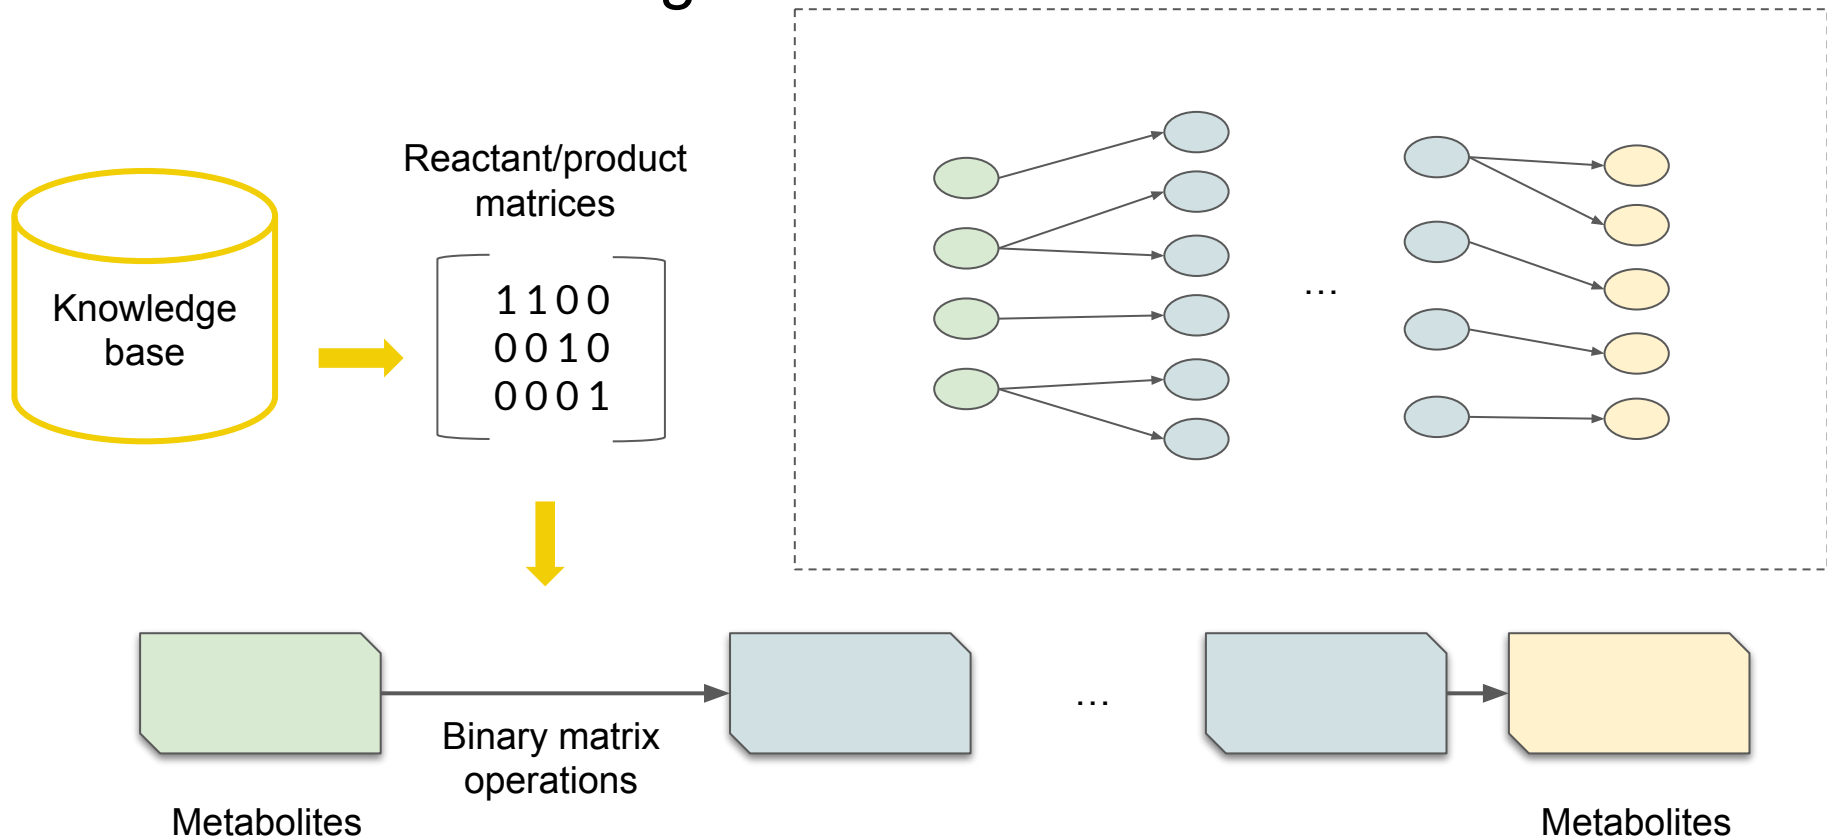 Reactant/product
matrices
Knowledge
base
1 1 0 0
0 0 1 0
0 0 0 1
...
...
Binary matrix
operations
Metabolites
Metabolites